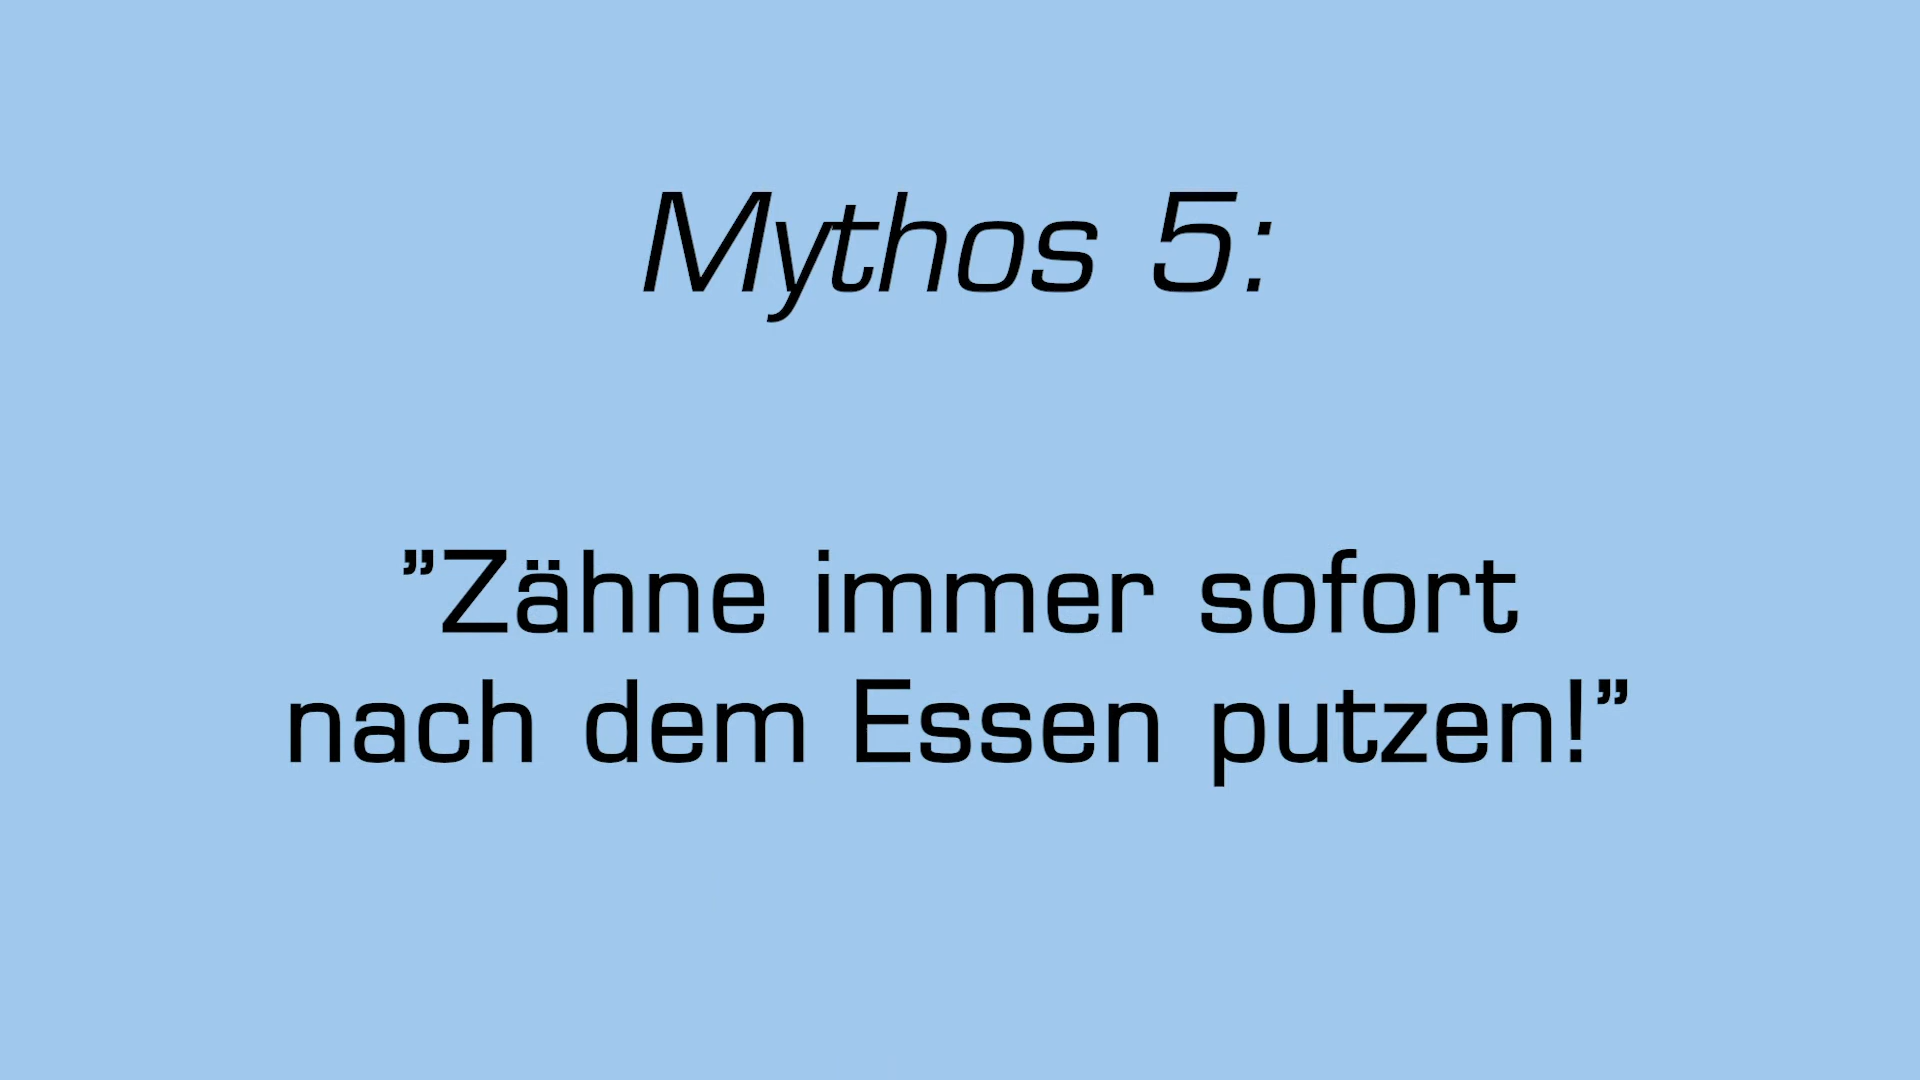 Mythos 5:
”Zähne immer sofort
nach dem Essen putzen!”